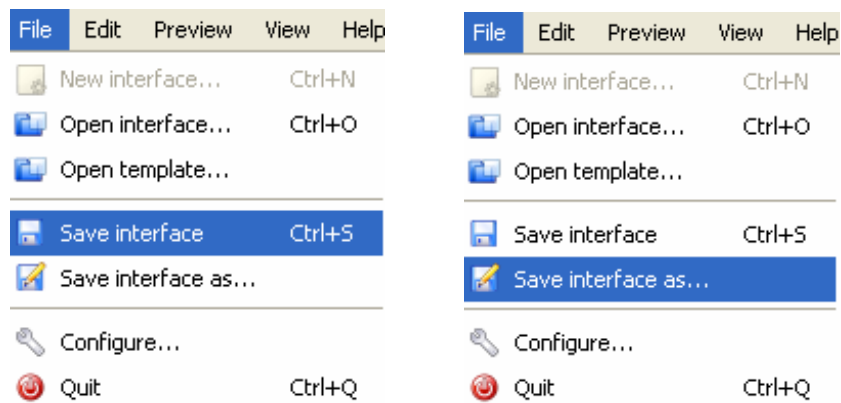 File Edit Preview View Help
New interface... Ctrl+N
Open interface... Ctrl+O
Open template...
Save interface Ctrl+S
Save interface as...
Configure...
Quit Ctrl+Q
File Edit Preview View Help
New interface... Ctrl+N
Open interface... Ctrl+O
Open template...
Save interface Ctrl+S
Save interface as...
Configure...
Quit Ctrl+Q